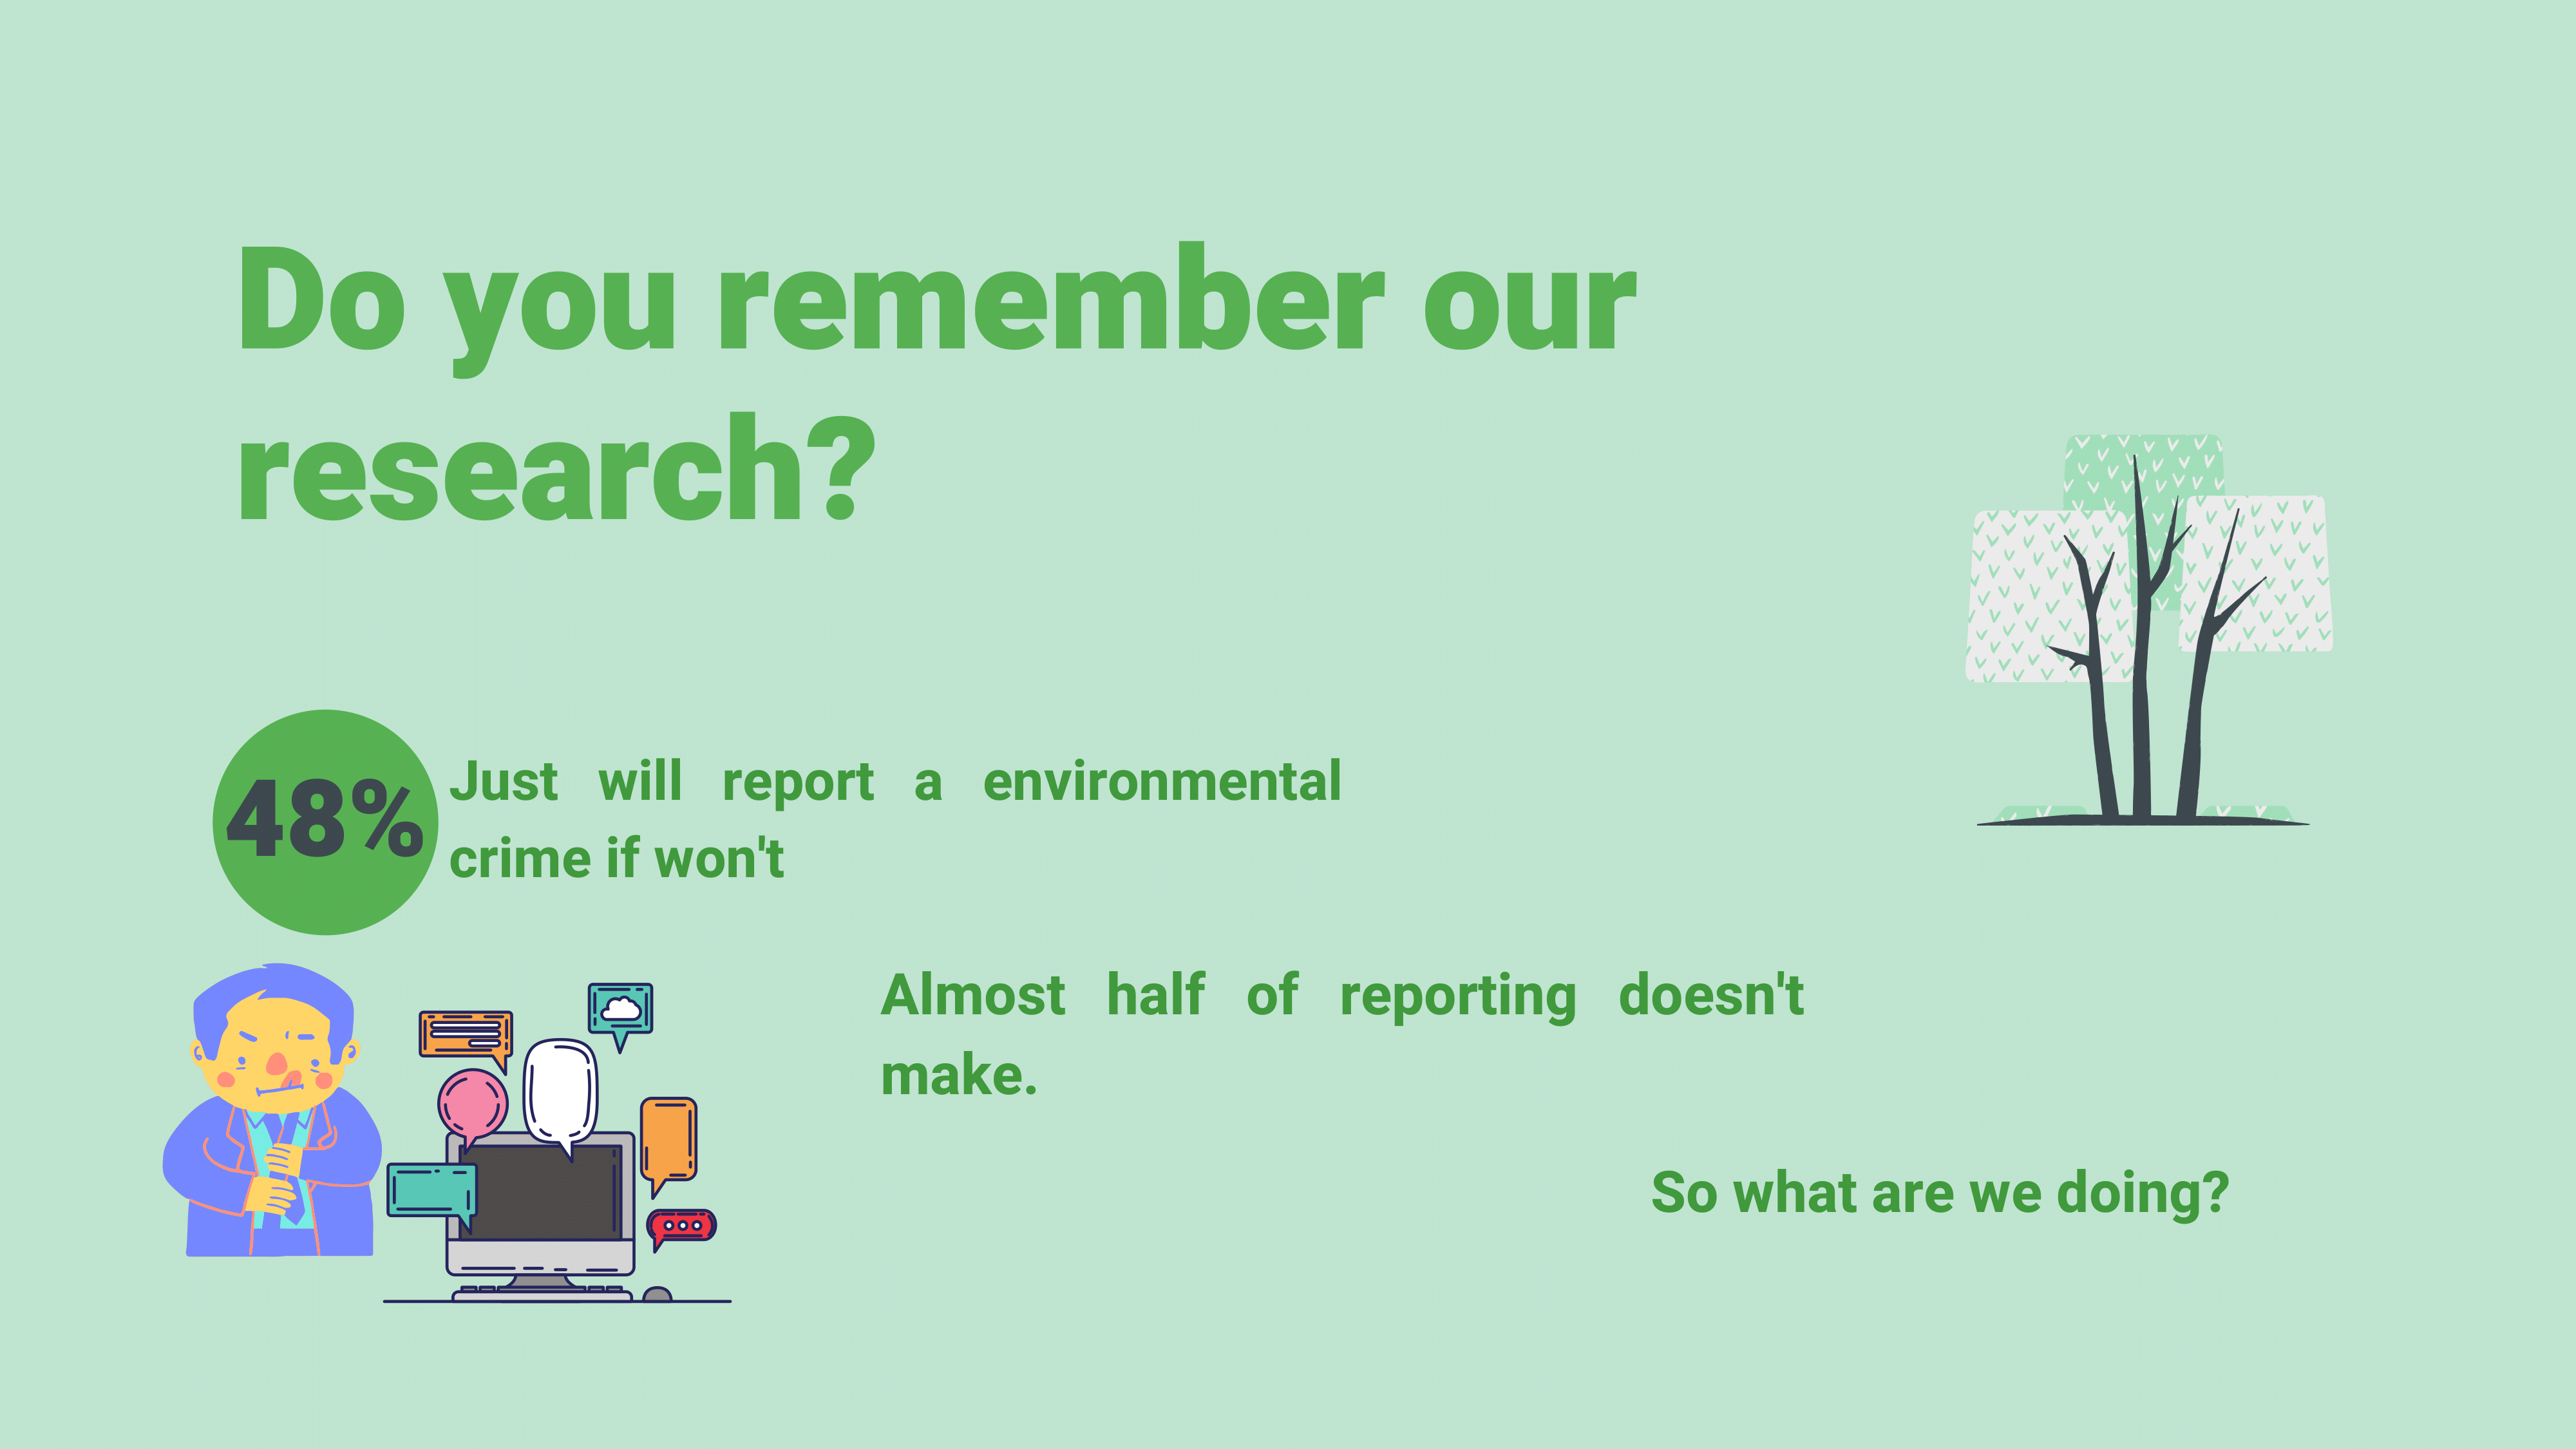 Do you remember our
research?
48%
Just will report a environmental
crime if won't
Almost half of reporting doesn't
make.
So what are we doing?